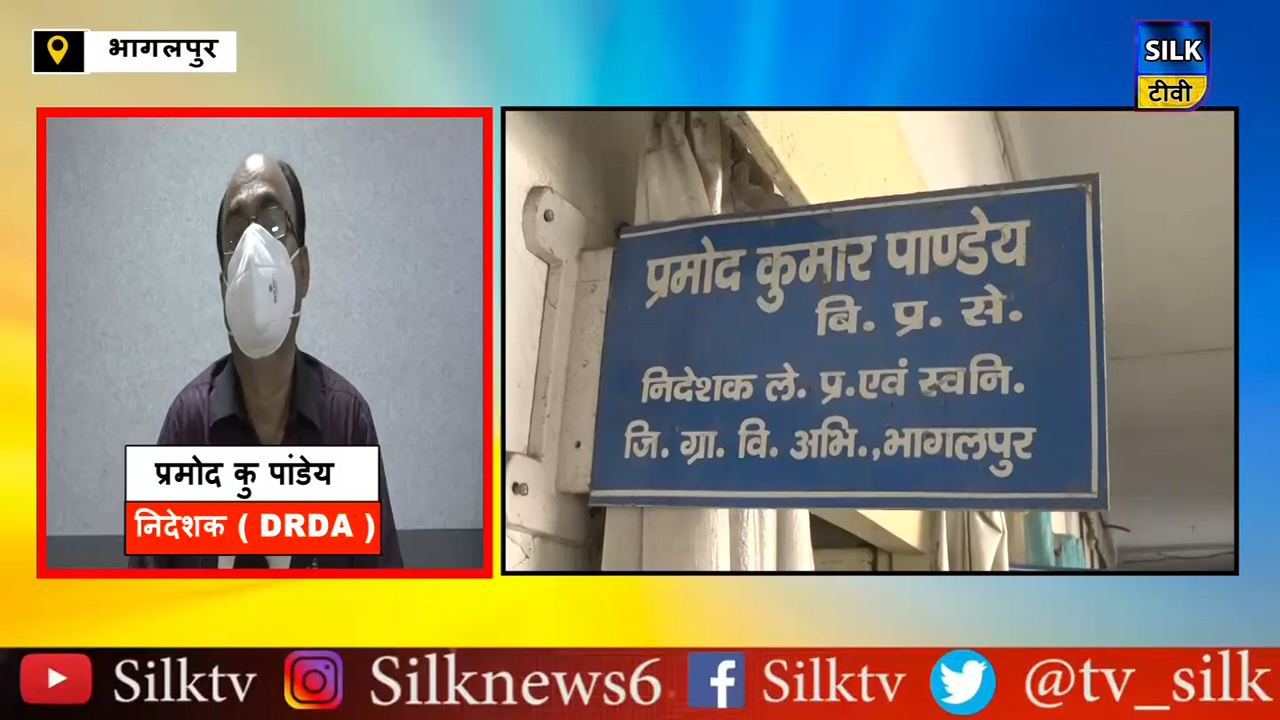 भागलपुर
SILK
टीवी
प्रमोद कुमार पाण्डेय
बि. प्र. से.
निदेशक ले. प्र.एवं स्वनि.
जि. ग्रा. वि. अभि.,भागलपुर
प्रमोद कु पांडेय
निदेशक ( DRDA )
Silktv
Silknews6
Silktv
@tv_silk